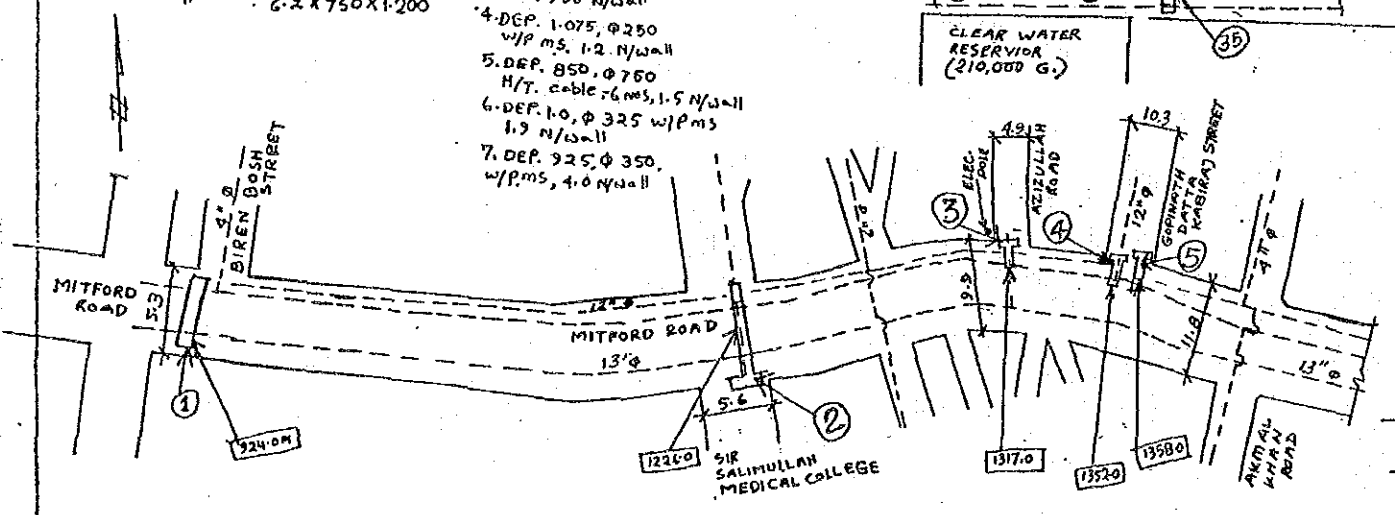 6.2 X 750 X 1.200
N/wall
4. DEP. 1.075, Φ250
W/P ms. 1.2 N/wall
5. DEP. 850, Φ 750
H/T. cable-6 nos, 1.5 N/wall
6. DEP. 1.0, Φ 325 W/P ms
1.9 N/wall
7. DEP. 925, Φ 350,
W/P ms, 4.0 N/wall
CLEAR WATER
RESERVIOR
(210,000 G.)
35
BIREN BOSH
STREET
4" Φ
MITFORD
ROAD
5.3
1
924.0M
12" Φ
MITFORD ROAD
13" Φ
5.6
2
1226.0
SIR
SALIMULLAH
MEDICAL COLLEGE
ELEC.
POLE
4.9
AZIZULLAH
ROAD
3
9.9
1317.0
4
10.3
12" Φ
GOPINATH
DATTA
KABIRAJ STREET
5
1352.0
1358.0
11.8
4" Φ
13" Φ
AKMAL
KHAN
ROAD